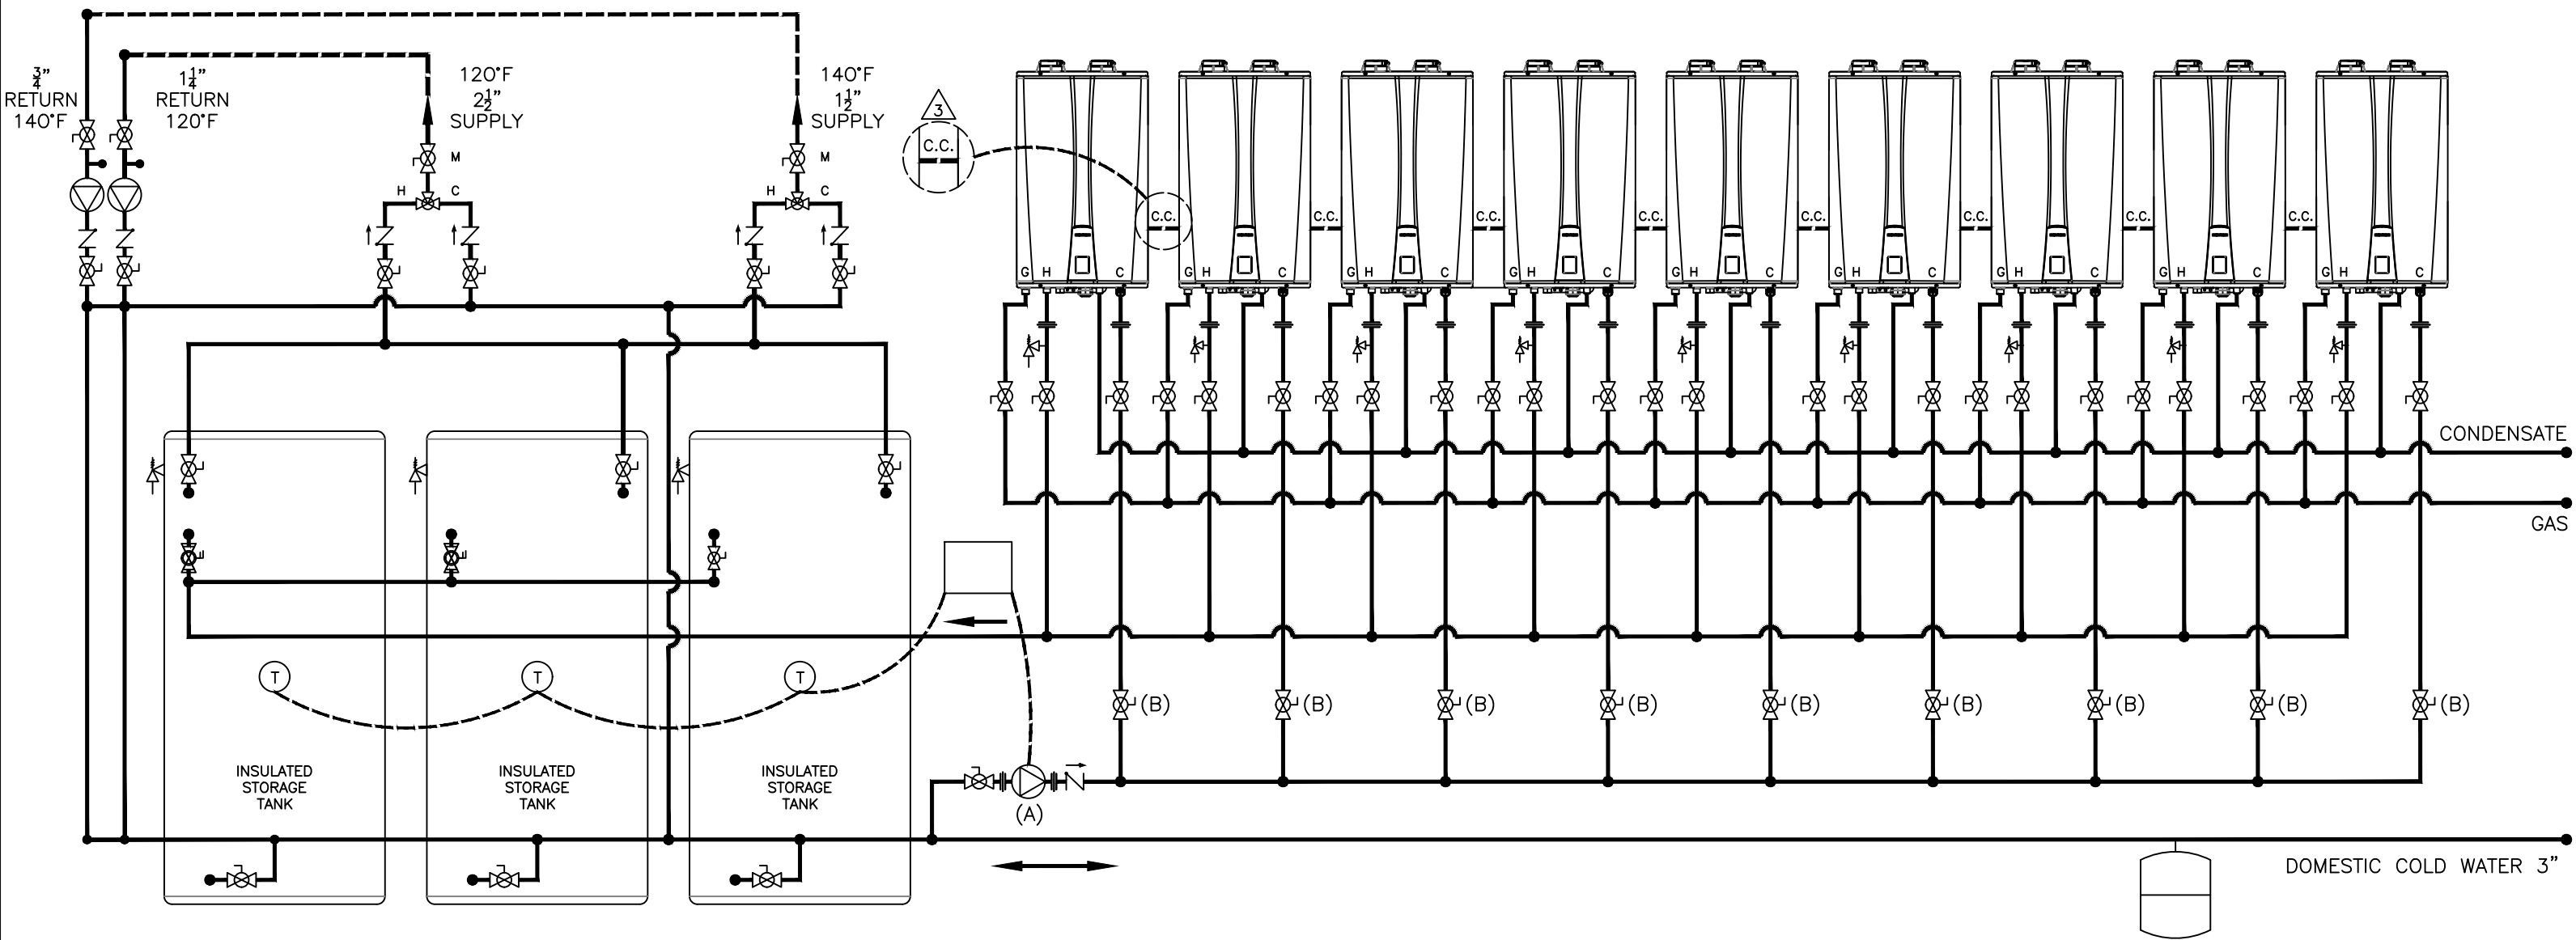 3/4"
RETURN
140°F
1 1/4"
RETURN
120°F
120°F
2 1/2"
SUPPLY
140°F
1 1/2"
SUPPLY
M
H C
M
H C
3
C.C.
C.C. C.C. C.C. C.C. C.C. C.C. C.C. C.C.
G H C G H C G H C G H C G H C G H C G H C G H C G H C
CONDENSATE
GAS
T T T
(B) (B) (B) (B) (B) (B) (B) (B) (B)
INSULATED
STORAGE
TANK
INSULATED
STORAGE
TANK
INSULATED
STORAGE
TANK
(A)
DOMESTIC COLD WATER 3"